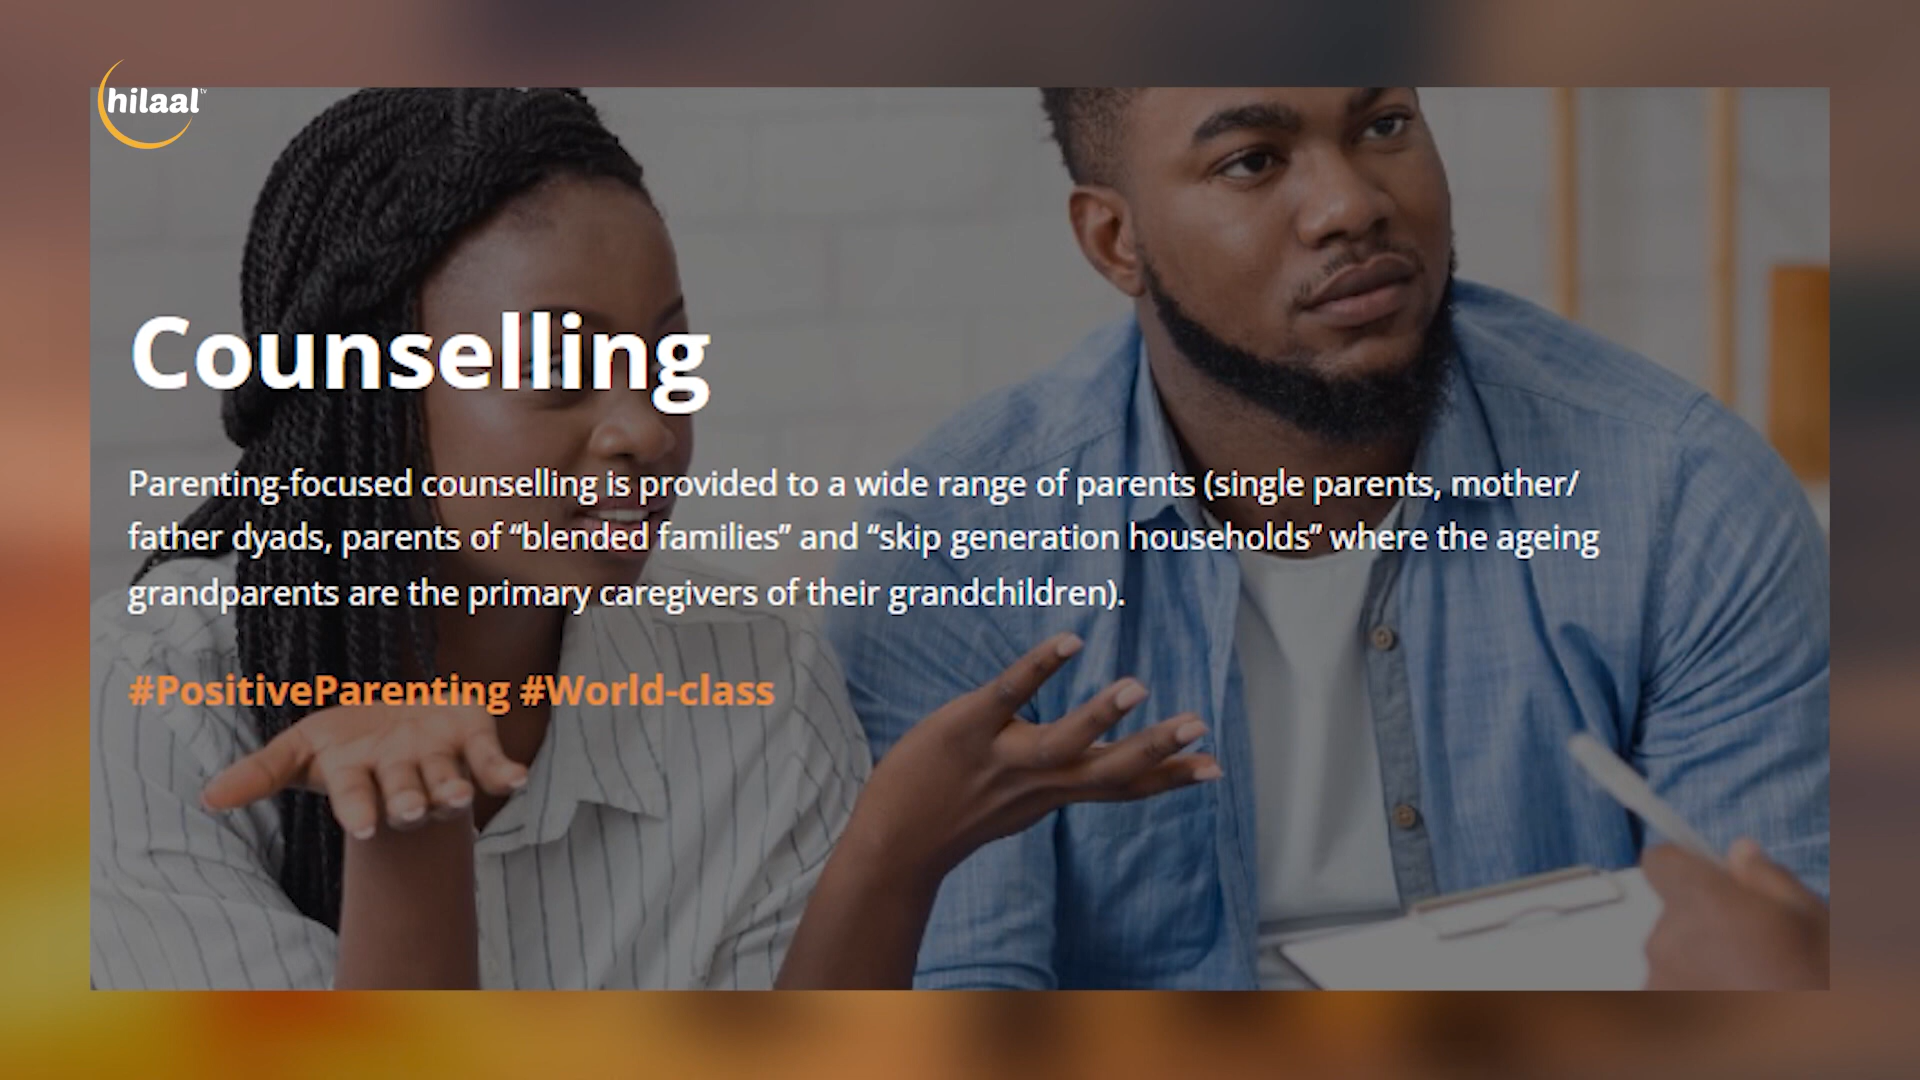 hilaal tv
Counselling
Parenting-focused counselling is provided to a wide range of parents (single parents, mother/
father dyads, parents of “blended families” and “skip generation households” where the ageing
grandparents are the primary caregivers of their grandchildren).
#PositiveParenting #World-class